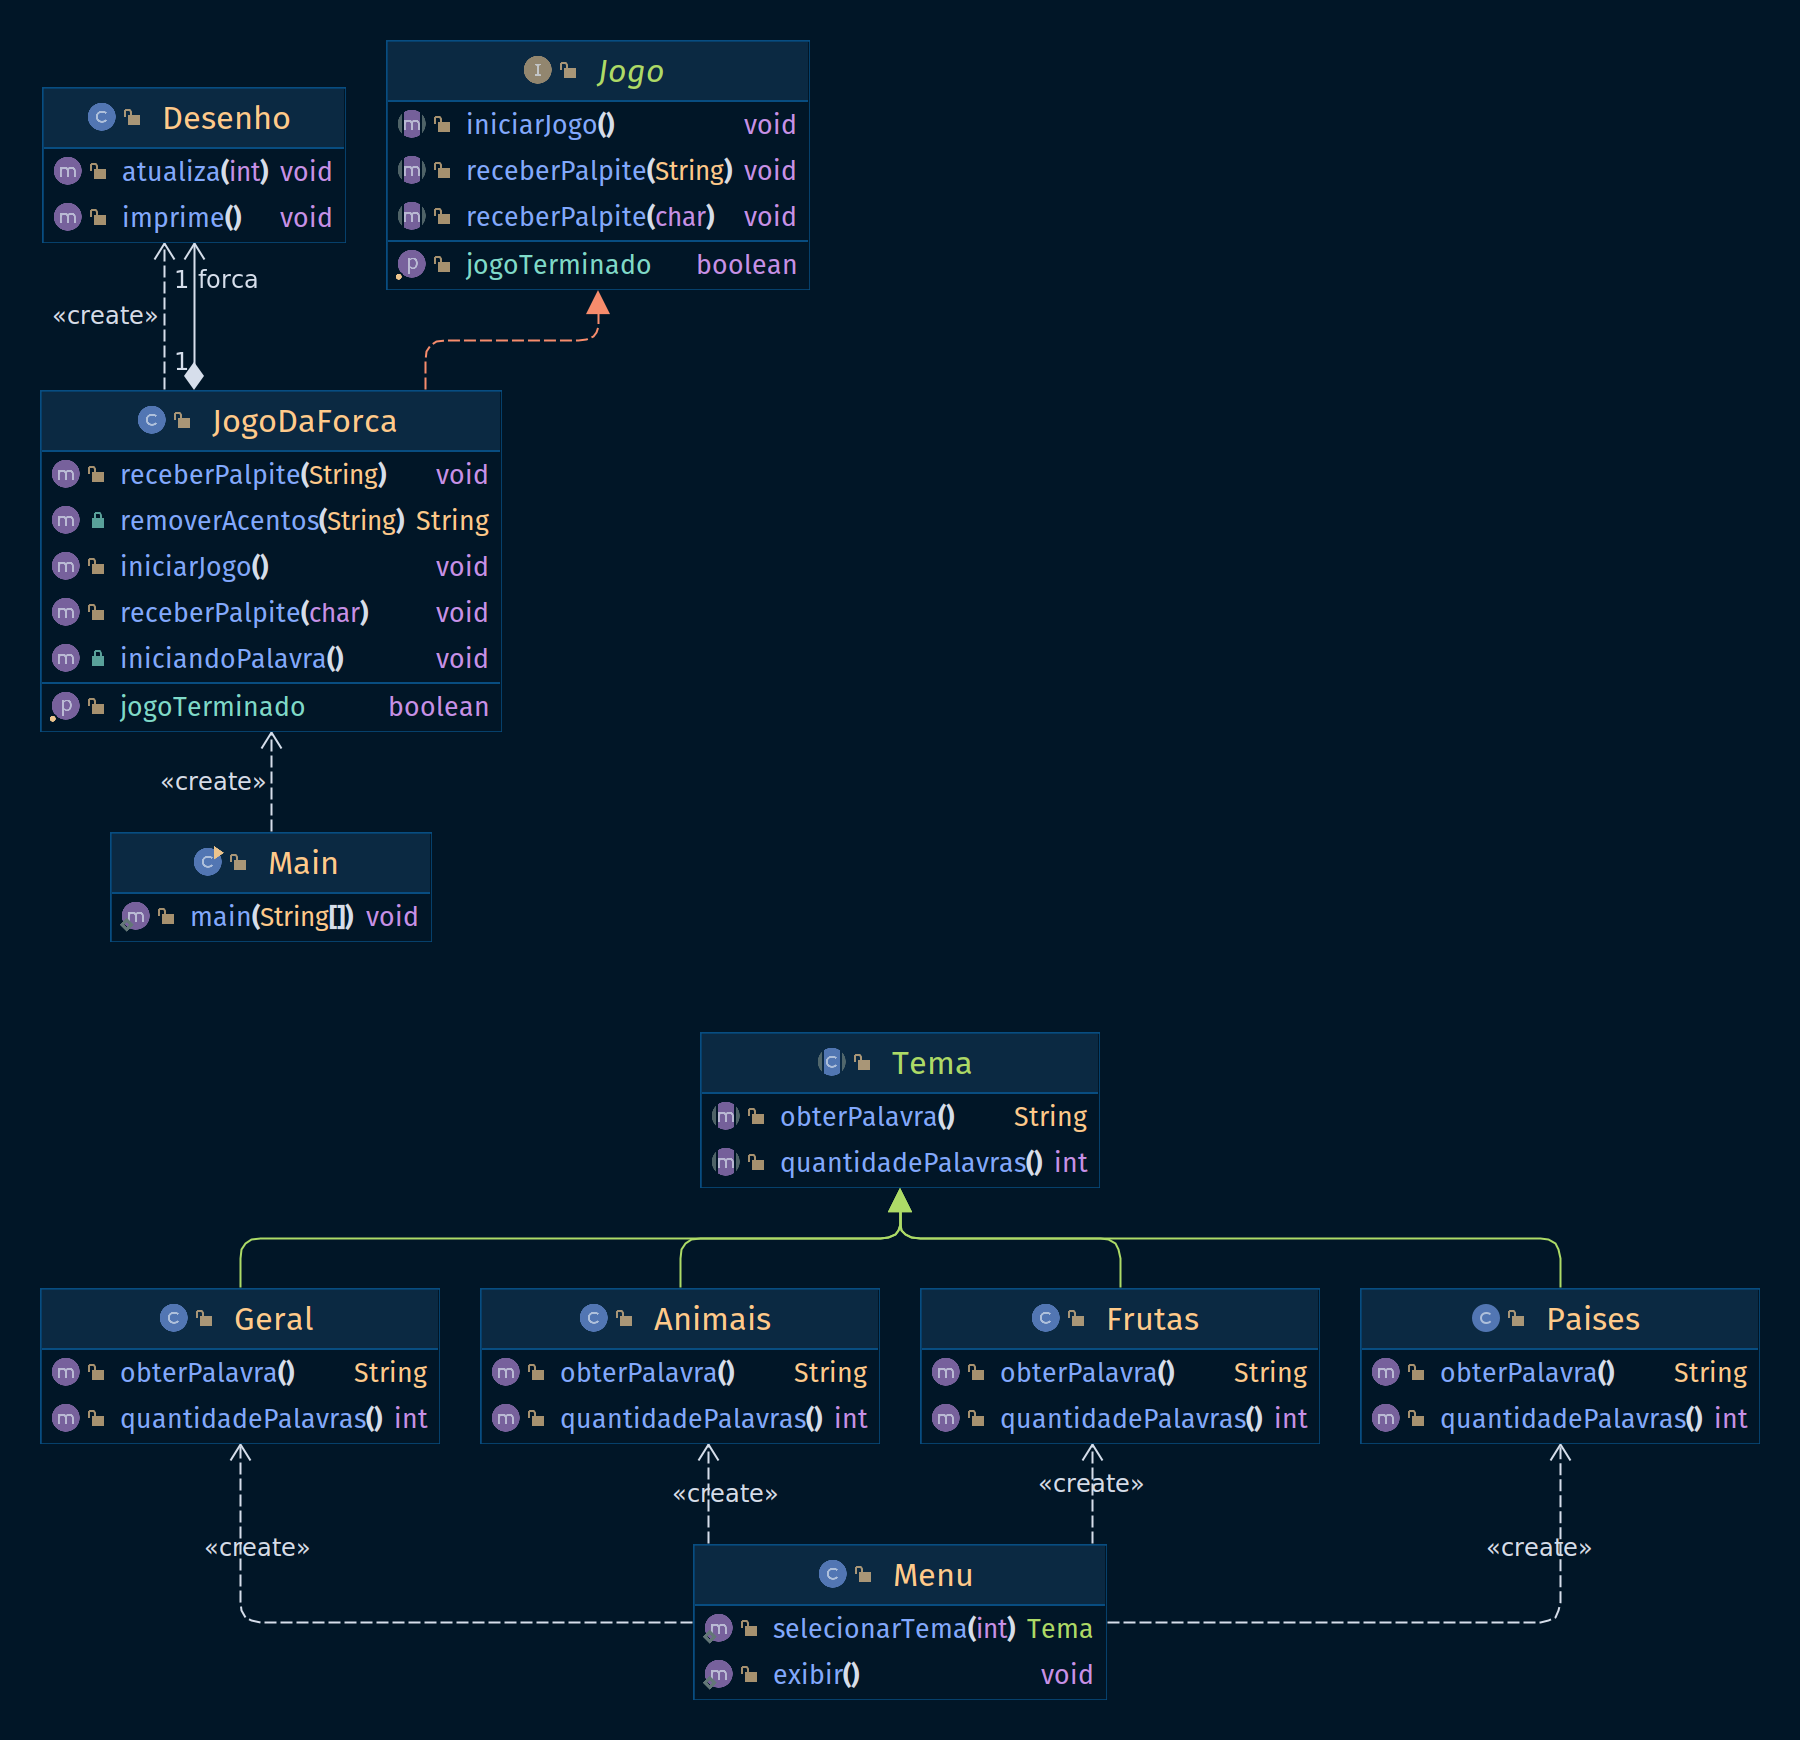 Jogo
iniciarJogo() void
receberPalpite(String) void
receberPalpite(char) void
jogoTerminado boolean
Desenho
atualiza(int) void
imprime() void
1 forca
«create»
1
JogoDaForca
receberPalpite(String) void
removerAcentos(String) String
iniciarJogo() void
receberPalpite(char) void
iniciandoPalavra() void
jogoTerminado boolean
«create»
Main
main(String[]) void
Tema
obterPalavra() String
quantidadePalavras() int
Geral
obterPalavra() String
quantidadePalavras() int
Animais
obterPalavra() String
quantidadePalavras() int
Frutas
obterPalavra() String
quantidadePalavras() int
Paises
obterPalavra() String
quantidadePalavras() int
«create»
«create»
«create»
«create»
Menu
selecionarTema(int) Tema
exibir() void